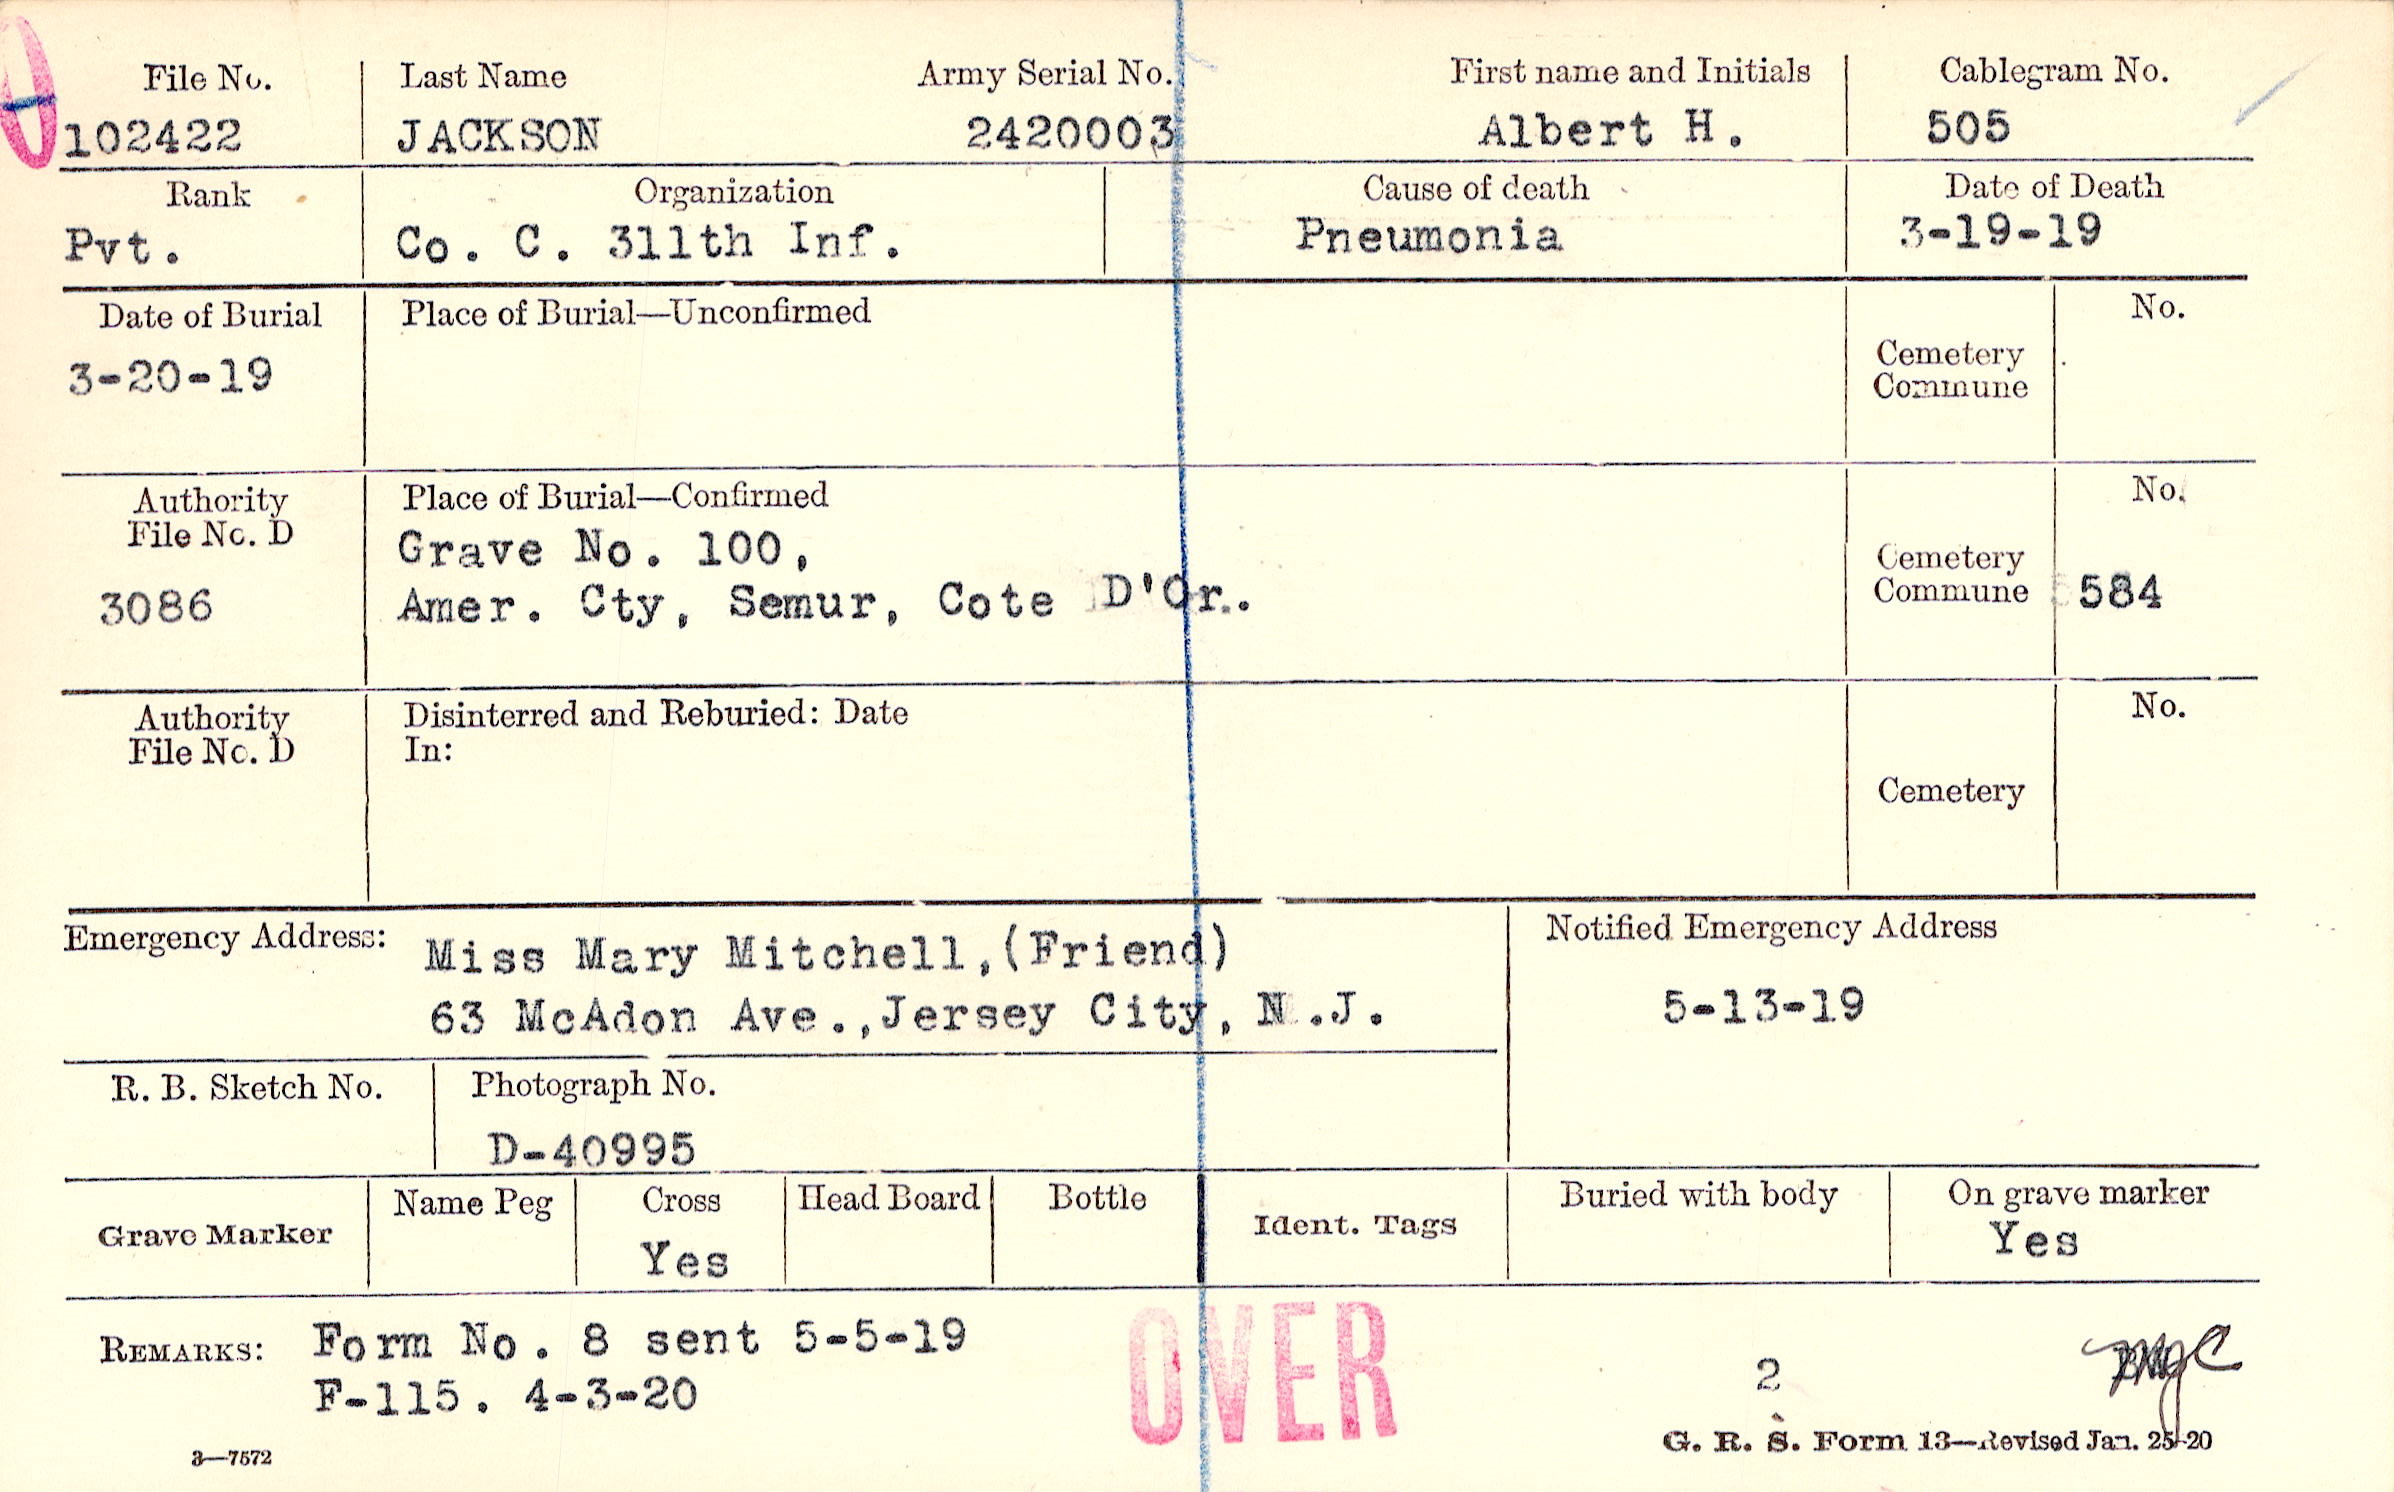 File No. Last Name Army Serial No. First name and Initials Cablegram No.
102422 JACKSON 2420003 Albert H. 505
Rank Organization Cause of death Date of Death
Pvt. Co. C. 311th Inf. Pneumonia 3-19-19
Date of Burial Place of Burial—Unconfirmed No.
3-20-19
Cemetery
Commune
Authority Place of Burial—Confirmed No.
File No. D
Grave No. 100,
3086 Amer. Cty, Semur, Cote D'Or.
Cemetery
Commune 584
Authority Disinterred and Reburied: Date No.
File No. D In:
Cemetery
Emergency Address: Miss Mary Mitchell,(Friend)
63 McAdon Ave.,Jersey City, N.J.
Notified Emergency Address
5-13-19
R. B. Sketch No. Photograph No.
D-40995
Grave Marker Name Peg Cross Head Board Bottle Ident. Tags Buried with body On grave marker
Yes Yes
REMARKS: Form No. 8 sent 5-5-19
F-115. 4-3-20
OVER
2
3—7572
G. R. S. Form 13—Revised Jan. 25-20